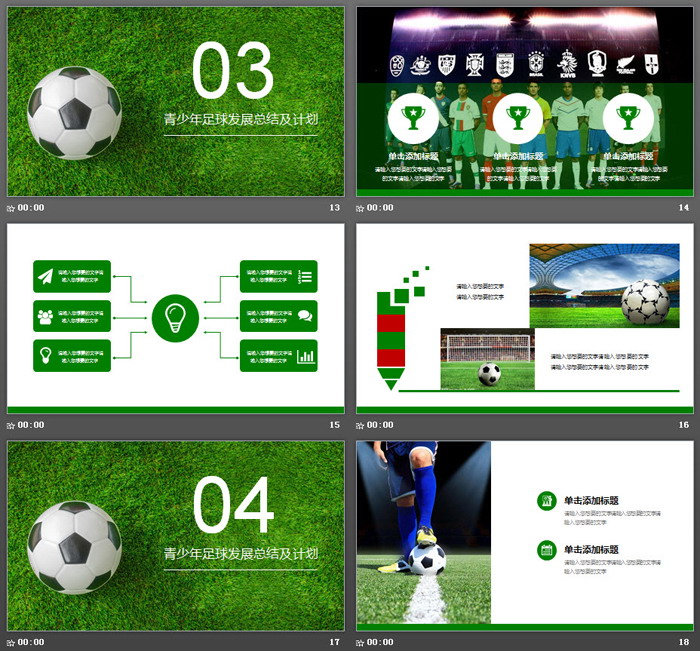 03
青少年足球发展总结及计划
00:00
13
BRASIL
KNVB
单击添加标题
单击添加标题
单击添加标题
请输入您想要的文字请输入您想要
的文字请输入您想要的文字
请输入您想要的文字请输入您想要
的文字请输入您想要的文字
请输入您想要的文字请输入您想要
的文字请输入您想要的文字
00:00
14
请输入您想要的文字请
输入您想要的文字
请输入您想要的文字请
输入您想要的文字
请输入您想要的文字请
输入您想要的文字
请输入您想要的文字请
输入您想要的文字
请输入您想要的文字请
输入您想要的文字
请输入您想要的文字请
输入您想要的文字
00:00
15
请输入您想要的文字
请输入您想要的文字
请输入您想要的文字请输入您想要的文字
请输入您想要的文字请输入您想要的文字
00:00
16
04
青少年足球发展总结及计划
00:00
17
单击添加标题
请输入您想要的文字请输入您想要的文字请
输入您想要的文字
单击添加标题
请输入您想要的文字请输入您想要的文字请
输入您想要的文字
00:00
18